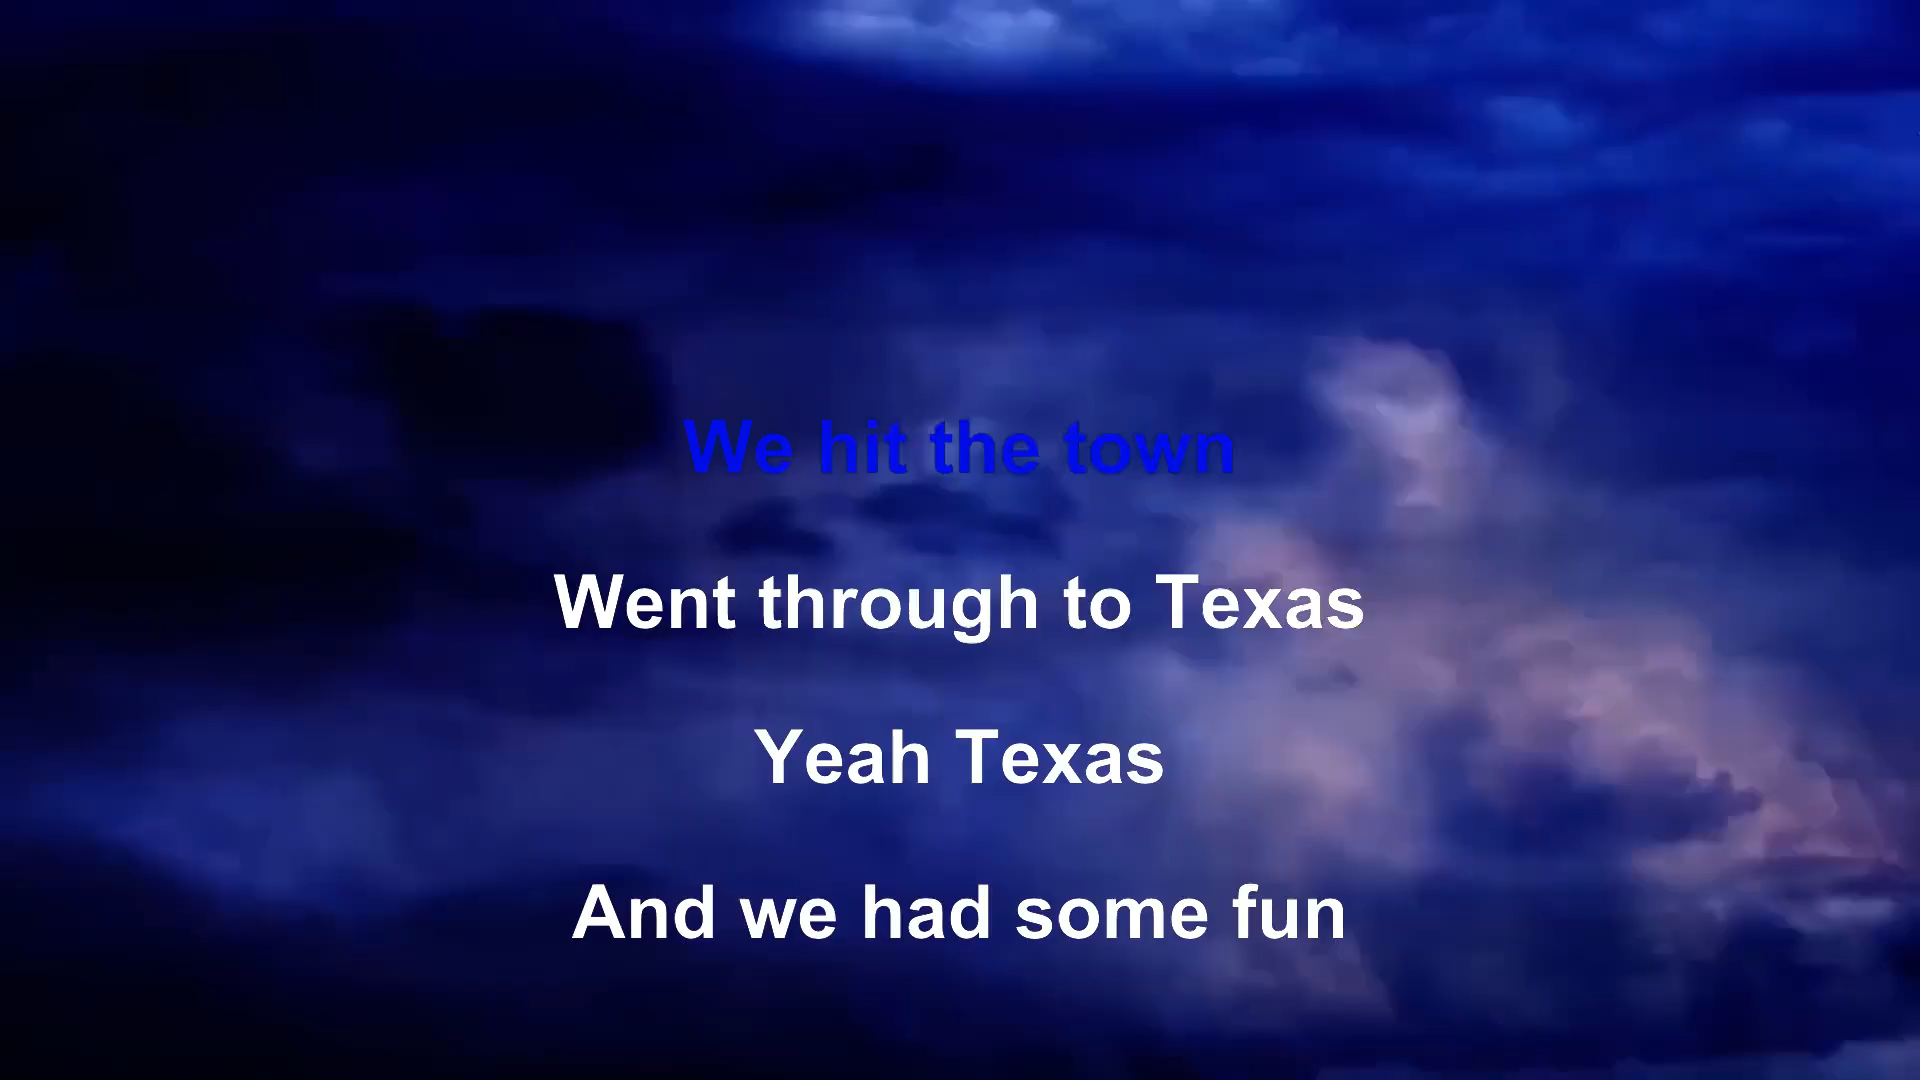 We hit the town
Went through to Texas
Yeah Texas
And we had some fun